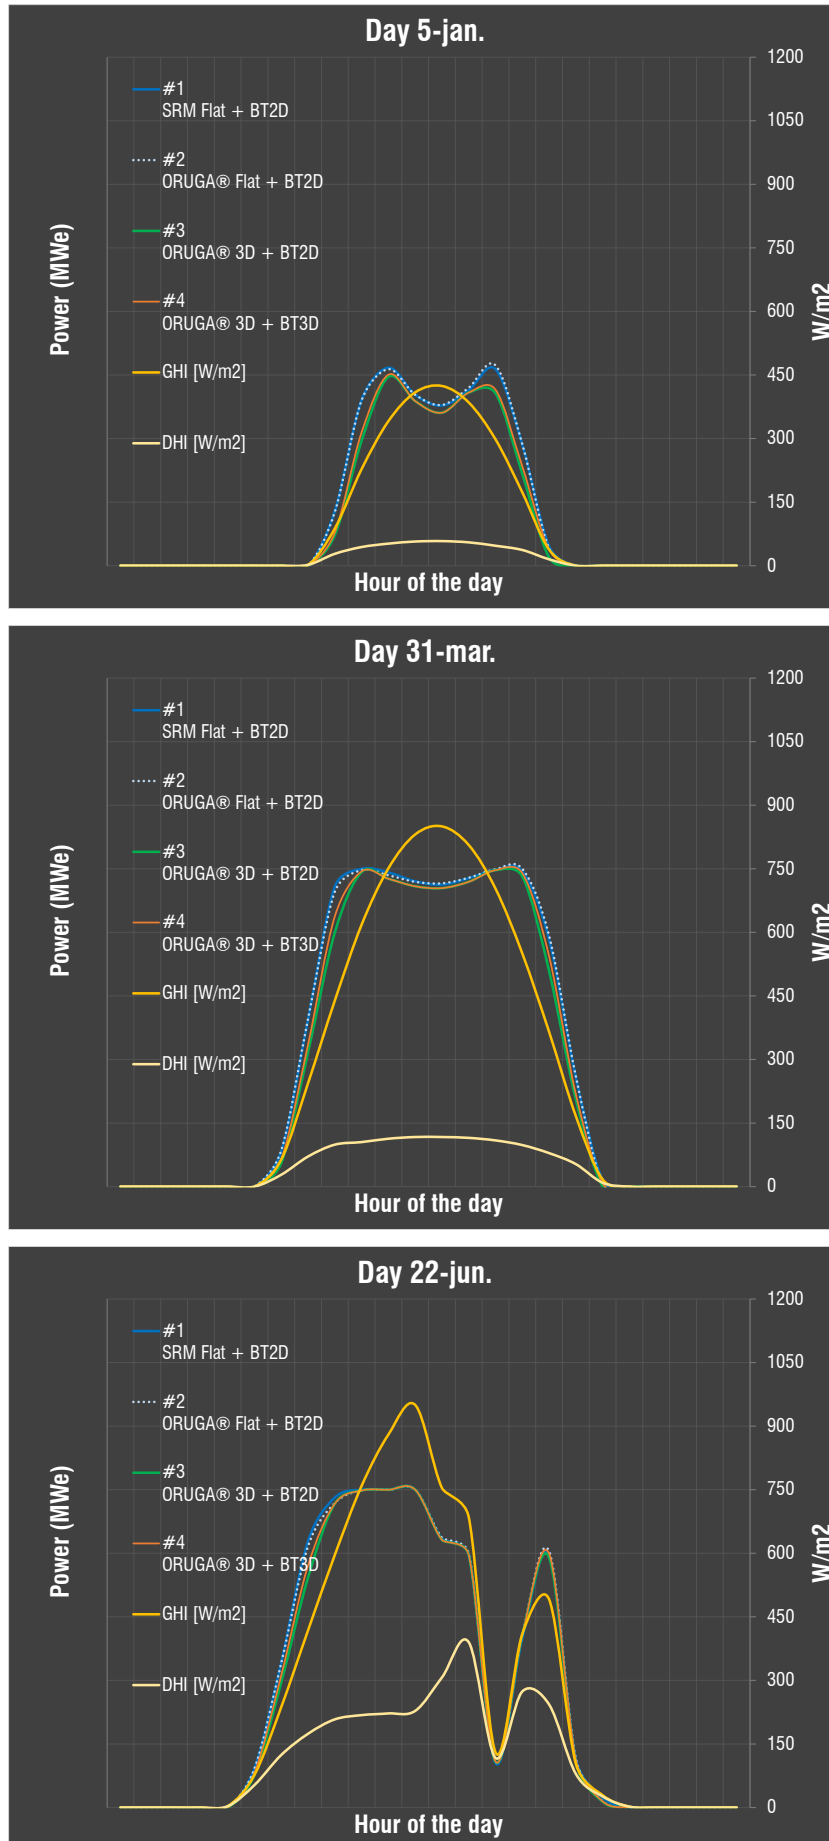 Day 5-jan.
#1
SRM Flat + BT2D
#2
ORUGA® Flat + BT2D
#3
ORUGA® 3D + BT2D
#4
ORUGA® 3D + BT3D
GHI [W/m2]
DHI [W/m2]
Power (MWe)
1200
1050
900
750
600
450
300
150
0
W/m2
Hour of the day
Day 31-mar.
#1
SRM Flat + BT2D
#2
ORUGA® Flat + BT2D
#3
ORUGA® 3D + BT2D
#4
ORUGA® 3D + BT3D
GHI [W/m2]
DHI [W/m2]
Power (MWe)
1200
1050
900
750
600
450
300
150
0
W/m2
Hour of the day
Day 22-jun.
#1
SRM Flat + BT2D
#2
ORUGA® Flat + BT2D
#3
ORUGA® 3D + BT2D
#4
ORUGA® 3D + BT3D
GHI [W/m2]
DHI [W/m2]
Power (MWe)
1200
1050
900
750
600
450
300
150
0
W/m2
Hour of the day